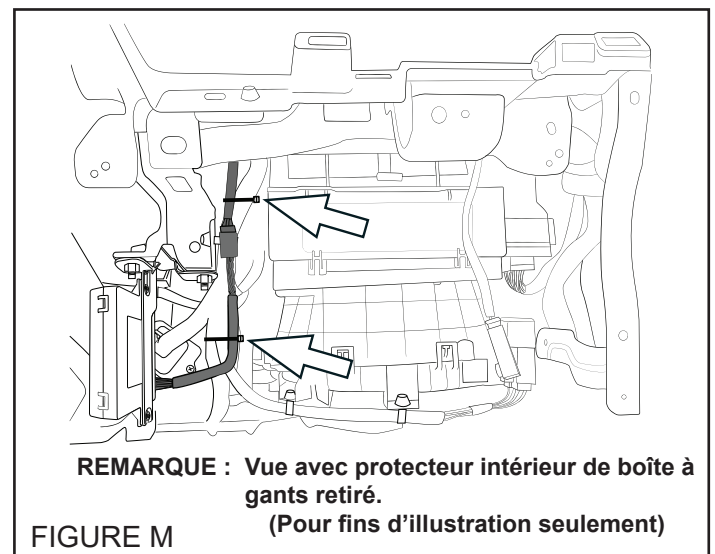 REMARQUE : Vue avec protecteur intérieur de boîte à
gants retiré.
(Pour fins d’illustration seulement)
FIGURE M